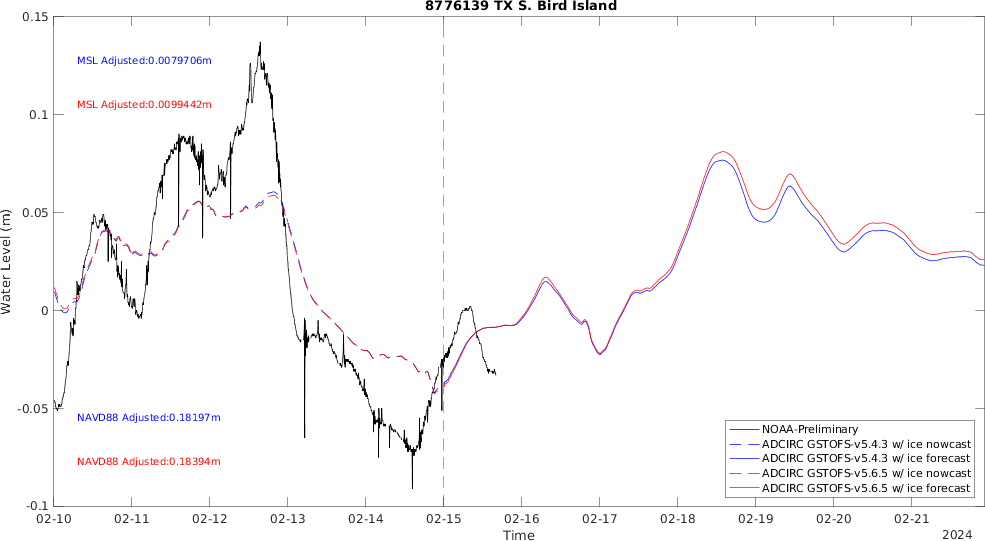 8776139 TX S. Bird Island
0.15
0.1
0.05
0
-0.05
-0.1
Water Level (m)
MSL Adjusted:0.0079706m
MSL Adjusted:0.0099442m
NAVD88 Adjusted:0.18197m
NAVD88 Adjusted:0.18394m
NOAA-Preliminary
ADCIRC GSTOFS-v5.4.3 w/ ice nowcast
ADCIRC GSTOFS-v5.4.3 w/ ice forecast
ADCIRC GSTOFS-v5.6.5 w/ ice nowcast
ADCIRC GSTOFS-v5.6.5 w/ ice forecast
02-10 02-11 02-12 02-13 02-14 02-15 02-16 02-17 02-18 02-19 02-20 02-21
Time
2024